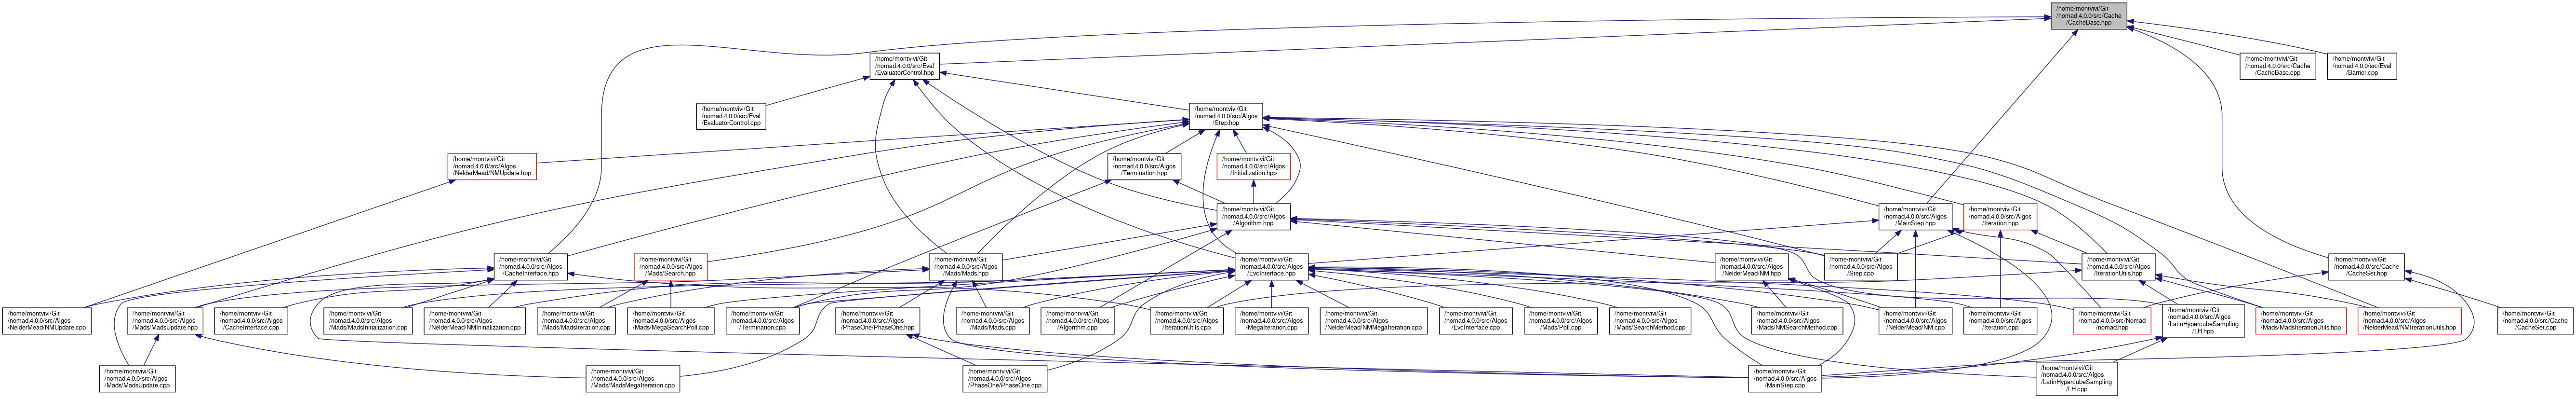 /home/montvivi/Git
/nomad.4.0.0/src/Cache
/CacheBase.hpp
/home/montvivi/Git
/nomad.4.0.0/src/Eval
/EvaluatorControl.hpp
/home/montvivi/Git
/nomad.4.0.0/src/Cache
/CacheBase.cpp
/home/montvivi/Git
/nomad.4.0.0/src/Eval
/Barrier.cpp
/home/montvivi/Git
/nomad.4.0.0/src/Eval
/EvaluatorControl.cpp
/home/montvivi/Git
/nomad.4.0.0/src/Algos
/Step.hpp
/home/montvivi/Git
/nomad.4.0.0/src/Algos
/NelderMead/NMUpdate.hpp
/home/montvivi/Git
/nomad.4.0.0/src/Algos
/Termination.hpp
/home/montvivi/Git
/nomad.4.0.0/src/Algos
/Initialization.hpp
/home/montvivi/Git
/nomad.4.0.0/src/Algos
/Algorithm.hpp
/home/montvivi/Git
/nomad.4.0.0/src/Algos
/MainStep.hpp
/home/montvivi/Git
/nomad.4.0.0/src/Algos
/Iteration.hpp
/home/montvivi/Git
/nomad.4.0.0/src/Algos
/CacheInterface.hpp
/home/montvivi/Git
/nomad.4.0.0/src/Algos
/Mads/Search.hpp
/home/montvivi/Git
/nomad.4.0.0/src/Algos
/Mads/Mads.hpp
/home/montvivi/Git
/nomad.4.0.0/src/Algos
/EvcInterface.hpp
/home/montvivi/Git
/nomad.4.0.0/src/Algos
/NelderMead/NM.hpp
/home/montvivi/Git
/nomad.4.0.0/src/Algos
/Step.cpp
/home/montvivi/Git
/nomad.4.0.0/src/Algos
/IterationUtils.hpp
/home/montvivi/Git
/nomad.4.0.0/src/Cache
/CacheSet.hpp
/home/montvivi/Git
/nomad.4.0.0/src/Algos
/NelderMead/NMUpdate.cpp
/home/montvivi/Git
/nomad.4.0.0/src/Algos
/Mads/MadsUpdate.hpp
/home/montvivi/Git
/nomad.4.0.0/src/Algos
/CacheInterface.cpp
/home/montvivi/Git
/nomad.4.0.0/src/Algos
/Mads/MadsInitialization.cpp
/home/montvivi/Git
/nomad.4.0.0/src/Algos
/NelderMead/NMInitialization.cpp
/home/montvivi/Git
/nomad.4.0.0/src/Algos
/Mads/MadsIteration.cpp
/home/montvivi/Git
/nomad.4.0.0/src/Algos
/Mads/MegaSearchPoll.cpp
/home/montvivi/Git
/nomad.4.0.0/src/Algos
/Termination.cpp
/home/montvivi/Git
/nomad.4.0.0/src/Algos
/PhaseOne/PhaseOne.hpp
/home/montvivi/Git
/nomad.4.0.0/src/Algos
/Mads/Mads.cpp
/home/montvivi/Git
/nomad.4.0.0/src/Algos
/Algorithm.cpp
/home/montvivi/Git
/nomad.4.0.0/src/Algos
/IterationUtils.cpp
/home/montvivi/Git
/nomad.4.0.0/src/Algos
/MegaIteration.cpp
/home/montvivi/Git
/nomad.4.0.0/src/Algos
/NelderMead/NMMegaIteration.cpp
/home/montvivi/Git
/nomad.4.0.0/src/Algos
/EvcInterface.cpp
/home/montvivi/Git
/nomad.4.0.0/src/Algos
/Mads/Poll.cpp
/home/montvivi/Git
/nomad.4.0.0/src/Algos
/Mads/SearchMethod.cpp
/home/montvivi/Git
/nomad.4.0.0/src/Algos
/Mads/NMSearchMethod.cpp
/home/montvivi/Git
/nomad.4.0.0/src/Algos
/NelderMead/NM.cpp
/home/montvivi/Git
/nomad.4.0.0/src/Algos
/Iteration.cpp
/home/montvivi/Git
/nomad.4.0.0/src/Nomad
/nomad.hpp
/home/montvivi/Git
/nomad.4.0.0/src/Algos
/LatinHypercubeSampling
/LH.hpp
/home/montvivi/Git
/nomad.4.0.0/src/Algos
/Mads/MadsIterationUtils.hpp
/home/montvivi/Git
/nomad.4.0.0/src/Algos
/NelderMead/NMIterationUtils.hpp
/home/montvivi/Git
/nomad.4.0.0/src/Cache
/CacheSet.cpp
/home/montvivi/Git
/nomad.4.0.0/src/Algos
/Mads/MadsUpdate.cpp
/home/montvivi/Git
/nomad.4.0.0/src/Algos
/Mads/MadsMegaIteration.cpp
/home/montvivi/Git
/nomad.4.0.0/src/Algos
/PhaseOne/PhaseOne.cpp
/home/montvivi/Git
/nomad.4.0.0/src/Algos
/MainStep.cpp
/home/montvivi/Git
/nomad.4.0.0/src/Algos
/LatinHypercubeSampling
/LH.cpp